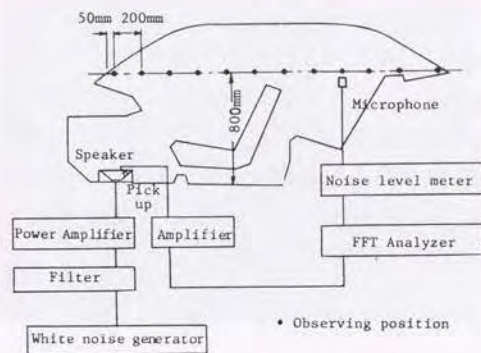 50mm 200mm
800mm
Microphone
Speaker
Pick
up
Noise level meter
Power Amplifier
Amplifier
FFT Analyzer
Filter
• Observing position
White noise generator